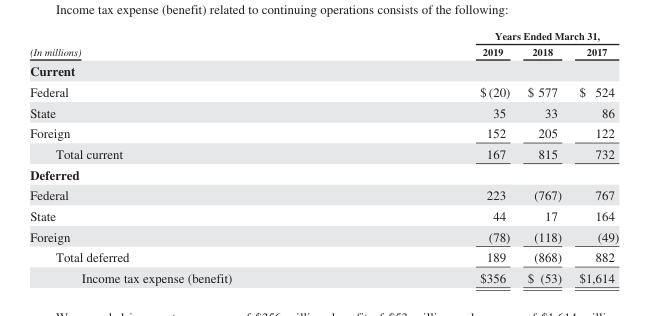 Income tax expense (benefit) related to continuing operations consists of the following:
Years Ended March 31,
(In millions) 2019 2018 2017
Current
Federal $ (20) $ 577 $ 524
State 35 33 86
Foreign 152 205 122
Total current 167 815 732
Deferred
Federal 223 (767) 767
State 44 17 164
Foreign (78) (118) (49)
Total deferred 189 (868) 882
Income tax expense (benefit) $356 $ (53) $1,614